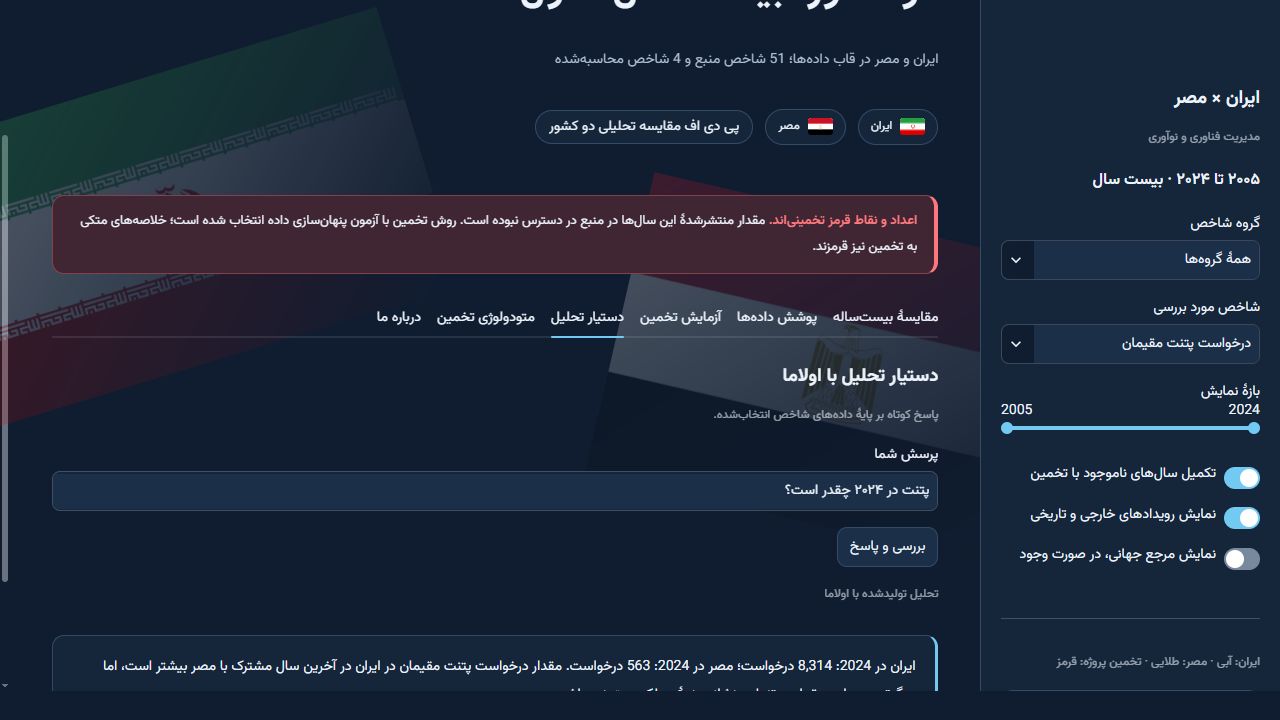 ایران × مصر
مدیریت فناوری و نوآوری
۲۰۰۵ تا ۲۰۲۴ · بیست سال
گروه شاخص
همهٔ گروه‌ها
شاخص مورد بررسی
درخواست پتنت مقیمان
بازهٔ نمایش
2005 2024
تکمیل سال‌های ناموجود با تخمین
نمایش رویدادهای خارجی و تاریخی
نمایش مرجع جهانی، در صورت وجود
ایران: آبی · مصر: طلایی · تخمین پروژه: قرمز
ایران و مصر در قاب داده‌ها؛ 51 شاخص منبع و 4 شاخص محاسبه‌شده
ایران
مصر
پی دی اف مقایسه تحلیلی دو کشور
اعداد و نقاط قرمز تخمینی‌اند. مقدار منتشرشدهٔ این سال‌ها در منبع در دسترس نبوده است. روش تخمین با آزمون پنهان‌سازی داده انتخاب شده است؛ خلاصه‌های متکی
به تخمین نیز قرمزند.
مقایسهٔ بیست‌ساله پوشش داده‌ها آزمایش تخمین دستیار تحلیل متودولوژی تخمین درباره ما
دستیار تحلیل با اولاما
پاسخ کوتاه بر پایهٔ داده‌های شاخص انتخاب‌شده.
پرسش شما
پتنت در ۲۰۲۴ چقدر است؟
بررسی و پاسخ
تحلیل تولیدشده با اولاما
ایران در 2024: 8,314 درخواست؛ مصر در 2024: 563 درخواست. مقدار درخواست پتنت مقیمان در ایران در آخرین سال مشترک با مصر بیشتر است، اما